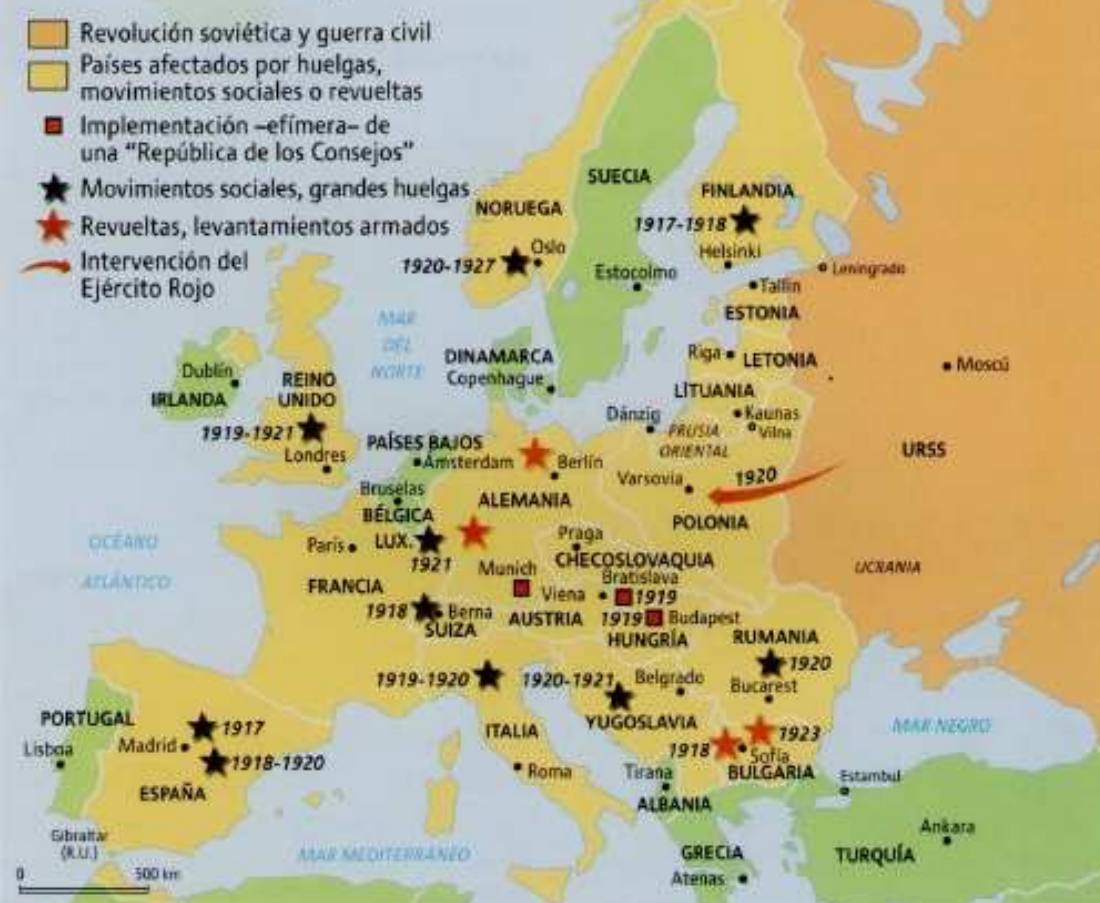 Revolución soviética y guerra civil
Países afectados por huelgas,
movimientos sociales o revueltas
Implementación –efímera– de
una "República de los Consejos"
Movimientos sociales, grandes huelgas
Revueltas, levantamientos armados
Intervención del
Ejército Rojo
SUECIA
FINLANDIA
1917-1918
Helsinki
NORUEGA
Oslo
1920-1927
Estocolmo
Leningrado
Tallin
ESTONIA
MAR
DEL
NORTE
Riga
LETONIA
Moscú
DINAMARCA
Copenhague
Dublín
IRLANDA
REINO
UNIDO
1919-1921
Londres
LITUANIA
Kaunas
Vilna
Dánzig
PRUSIA
ORIENTAL
URSS
PAÍSES BAJOS
Ámsterdam
Berlín
Varsovia
1920
Bruselas
BÉLGICA
ALEMANIA
POLONIA
París
LUX.
1921
Praga
CHECOSLOVAQUIA
OCÉANO
ATLÁNTICO
UCRANIA
FRANCIA
Munich
Viena
Bratislava
1919
1918
Berna
SUIZA
AUSTRIA
1919
Budapest
HUNGRÍA
RUMANIA
1920
Bucarest
1919-1920
1920-1921
Belgrado
PORTUGAL
Lisboa
1917
Madrid
1918-1920
ESPAÑA
ITALIA
Roma
YUGOSLAVIA
1918
1923
Sofía
BULGARIA
MAR NEGRO
Tirana
ALBANIA
Estambul
Ankara
TURQUÍA
Gibraltar
(R.U.)
MAR MEDITERRÁNEO
GRECIA
Atenas
0
500 km